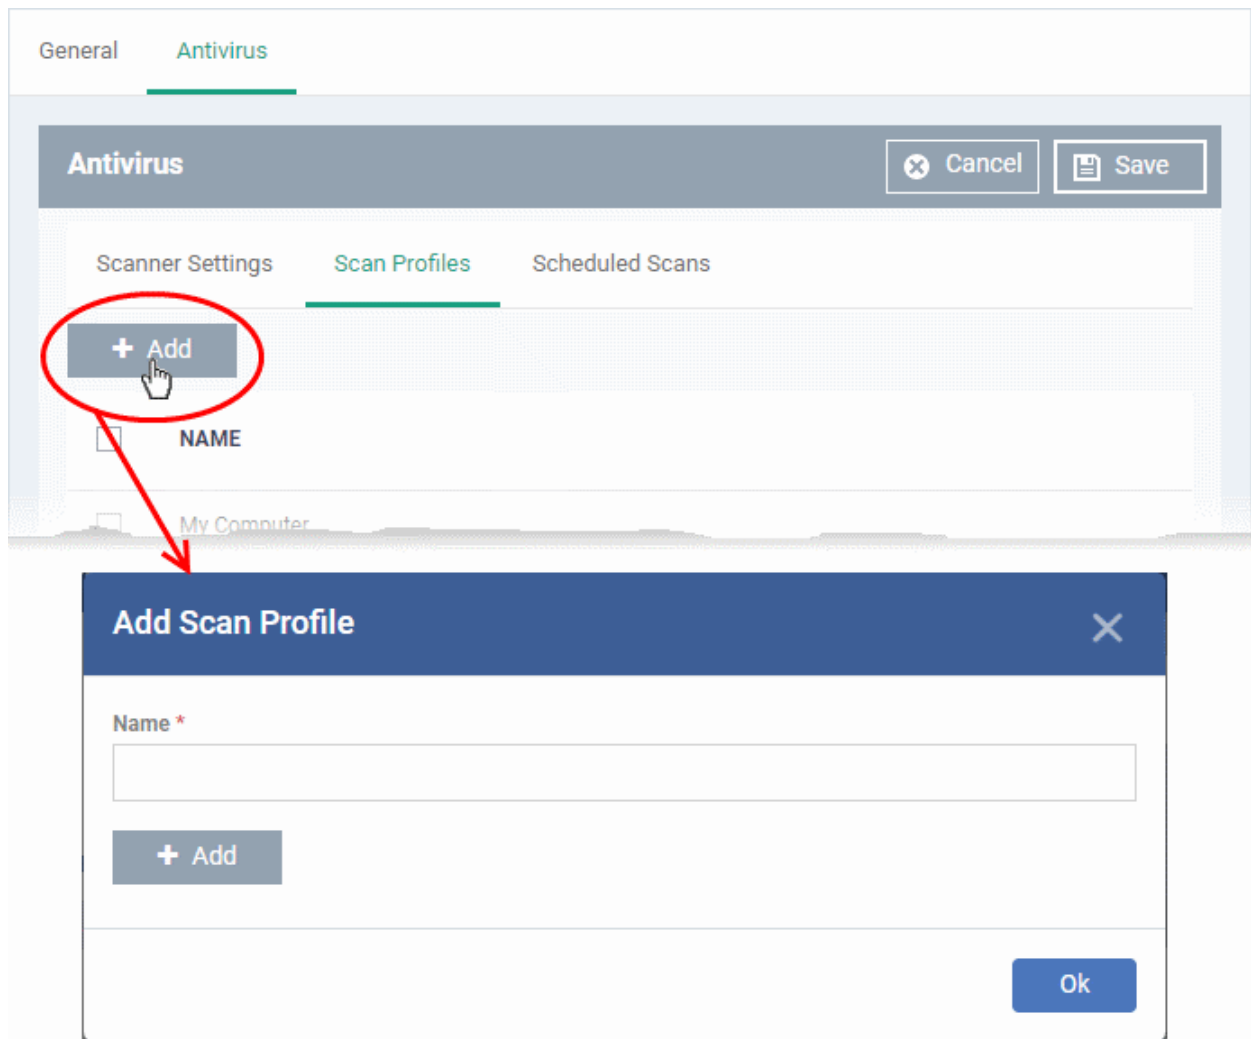 General Antivirus
Antivirus Cancel Save
Scanner Settings Scan Profiles Scheduled Scans
+ Add
NAME
My Computer
Add Scan Profile
Name *
+ Add
Ok